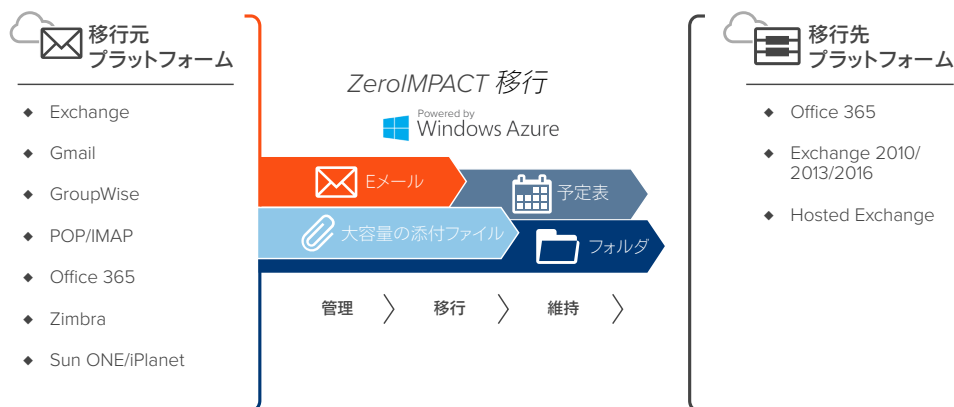 移行元
プラットフォーム
◆ Exchange
◆ Gmail
◆ GroupWise
◆ POP/IMAP
◆ Office 365
◆ Zimbra
◆ Sun ONE/iPlanet
ZeroIMPACT 移行
Powered by
Windows Azure
Eメール
予定表
大容量の添付ファイル
フォルダ
管理 〉 移行 〉 維持 〉
移行先
プラットフォーム
◆ Office 365
◆ Exchange 2010/
2013/2016
◆ Hosted Exchange